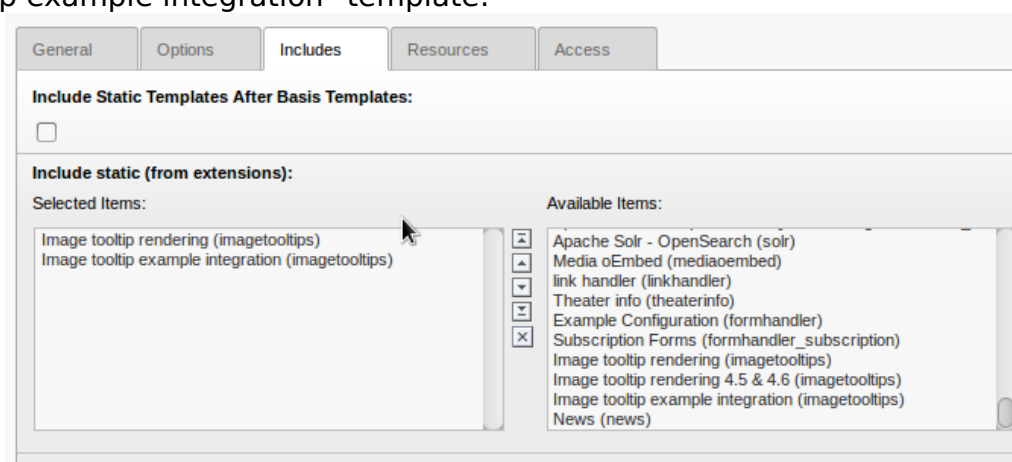 p example integration" template.
General Options Includes Resources Access
Include Static Templates After Basis Templates:
Include static (from extensions):
Selected Items: Available Items:
Image tooltip rendering (imagetooltips)
Image tooltip example integration (imagetooltips)
Apache Solr - OpenSearch (solr)
Media oEmbed (mediaoembed)
link handler (linkhandler)
Theater info (theaterinfo)
Example Configuration (formhandler)
Subscription Forms (formhandler_subscription)
Image tooltip rendering (imagetooltips)
Image tooltip rendering 4.5 & 4.6 (imagetooltips)
Image tooltip example integration (imagetooltips)
News (news)